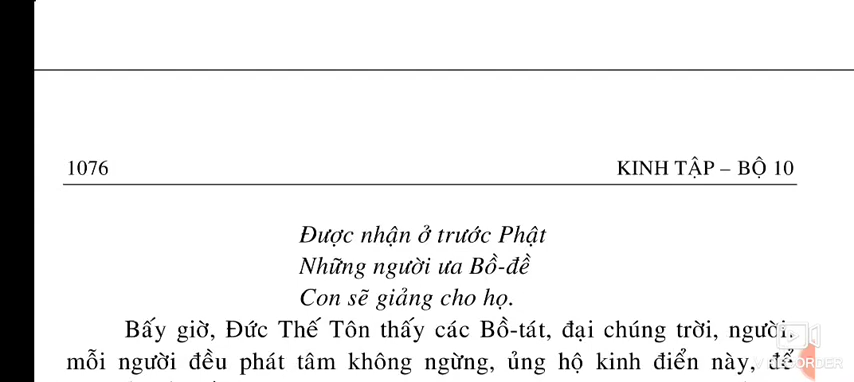 1076 KINH TẬP – BỘ 10
Được nhận ở trước Phật
Những người ưa Bồ-đề
Con sẽ giảng cho họ.
Bấy giờ, Đức Thế Tôn thấy các Bồ-tát, đại chúng trời, người,
mỗi người đều phát tâm không ngừng, ủng hộ kinh điển này, để
V RECORDER